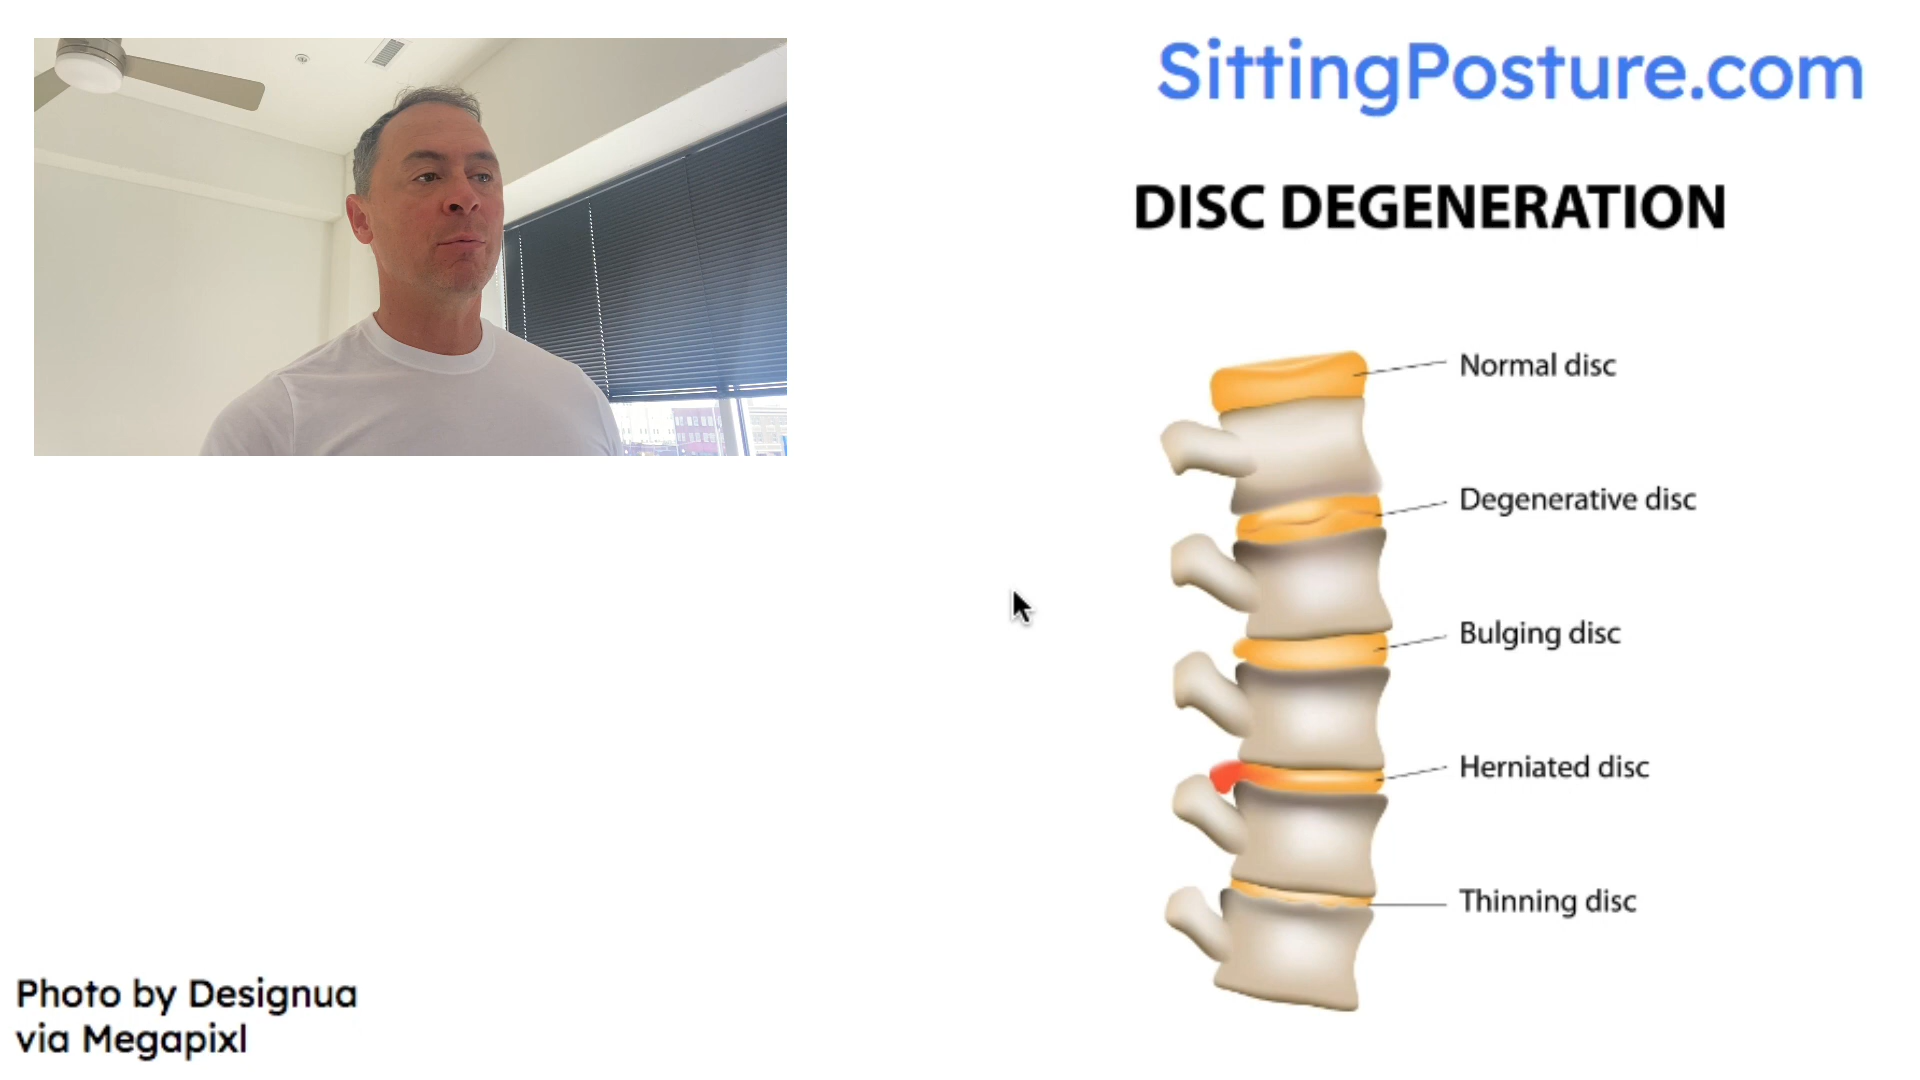 SittingPosture.com
DISC DEGENERATION
Normal disc
Degenerative disc
Bulging disc
Herniated disc
Thinning disc
Photo by Designua
via Megapixl